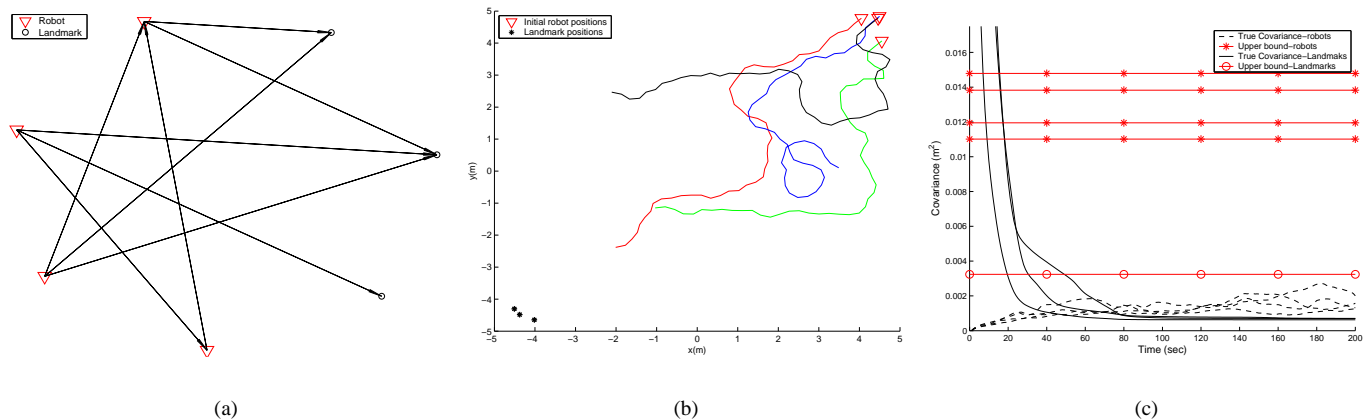 Robot
Landmark
(a)
Initial robot positions
Landmark positions
y(m)
5
4
3
2
1
0
−1
−2
−3
−4
−5
−5 −4 −3 −2 −1 0 1 2 3 4 5
x(m)
(b)
True Covariance−robots
Upper bound−robots
True Covariance−Landmaks
Upper bound−Landmarks
Covariance (m²)
0.016
0.014
0.012
0.01
0.008
0.006
0.004
0.002
0
0 20 40 60 80 100 120 140 160 180 200
Time (sec)
(c)